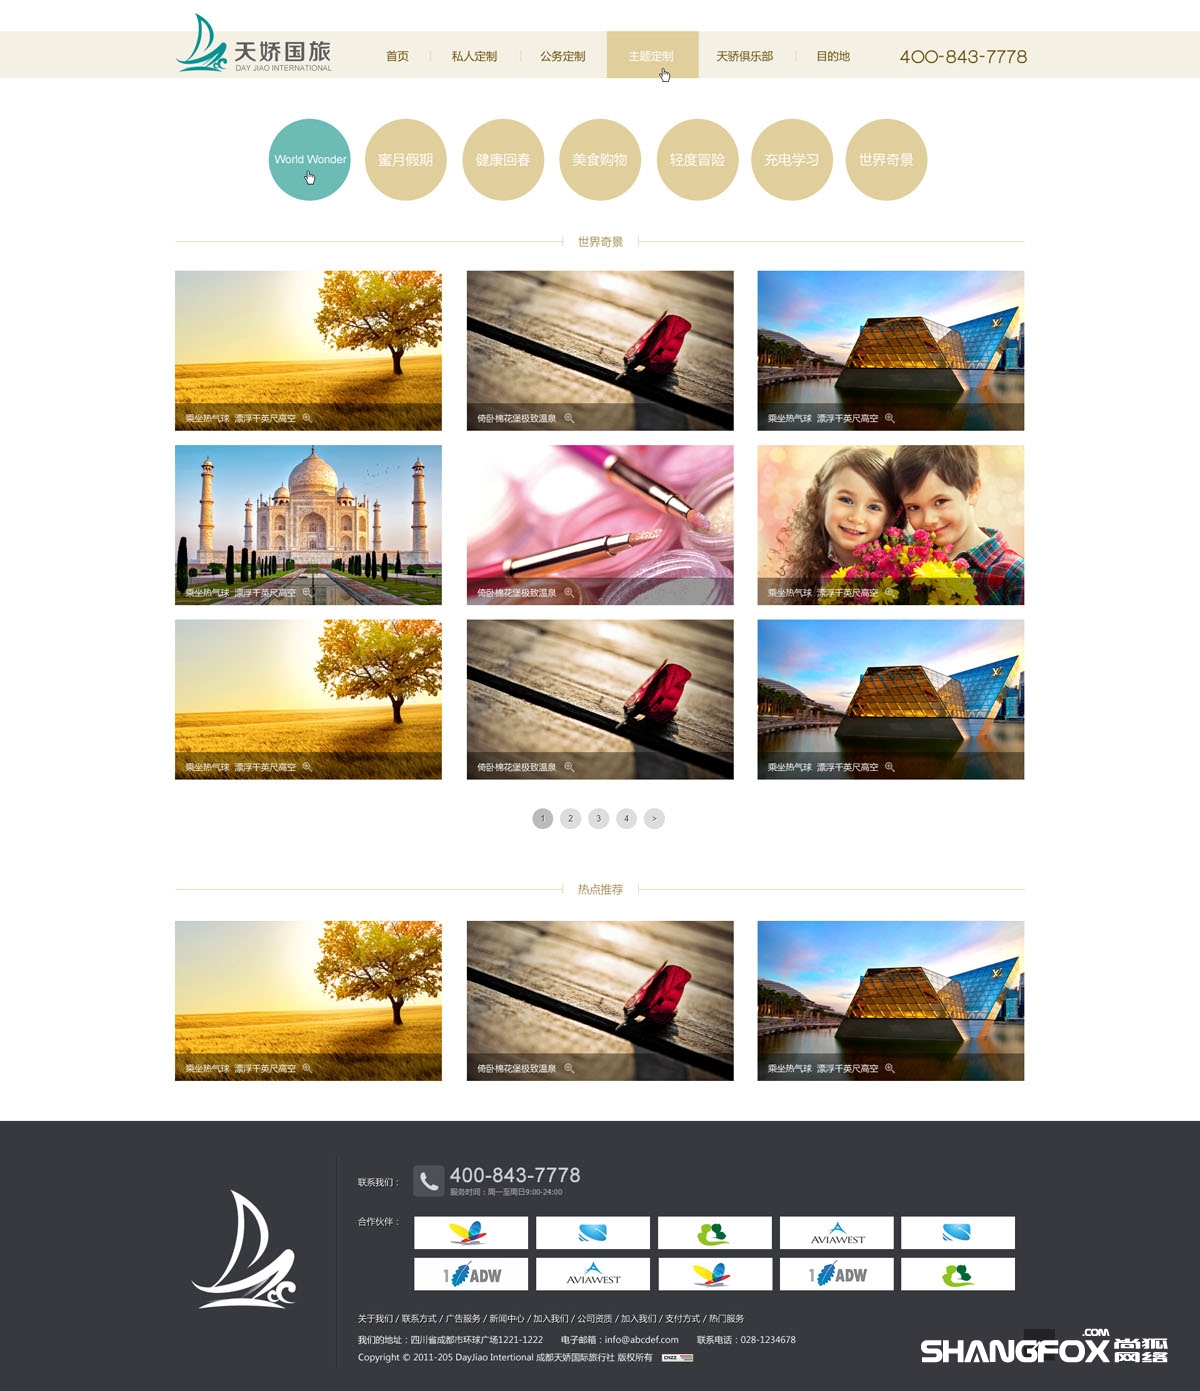 天娇国旅
DAY JIAO INTERNATIONAL
首页 私人定制 公务定制 主题定制 天骄俱乐部 目的地 400-843-7778
World Wonder 蜜月假期 健康回春 美食购物 轻度冒险 充电学习 世界奇景
世界奇景
乘坐热气球 漂浮千英尺高空 倚卧棉花堡极致温泉 乘坐热气球 漂浮千英尺高空
乘坐热气球 漂浮千英尺高空 倚卧棉花堡极致温泉 乘坐热气球 漂浮千英尺高空
乘坐热气球 漂浮千英尺高空 倚卧棉花堡极致温泉 乘坐热气球 漂浮千英尺高空
1 2 3 4 >
热点推荐
乘坐热气球 漂浮千英尺高空 倚卧棉花堡极致温泉 乘坐热气球 漂浮千英尺高空
联系我们： 400-843-7778
服务时间：周一至周日9:00-24:00
合作伙伴：
AVIAWEST
1 ADW AVIAWEST 1 ADW
关于我们 / 联系方式 / 广告服务 / 新闻中心 / 加入我们 / 公司资质 / 加入我们 / 支付方式 / 热门服务
我们的地址：四川省成都市环球广场1221-1222 电子邮箱：info@abcdef.com 联系电话：028-1234678
Copyright © 2011-205 DayJiao Intertional 成都天娇国际旅行社 版权所有 CNZZ
SHANGFOX.COM 尚狐网络